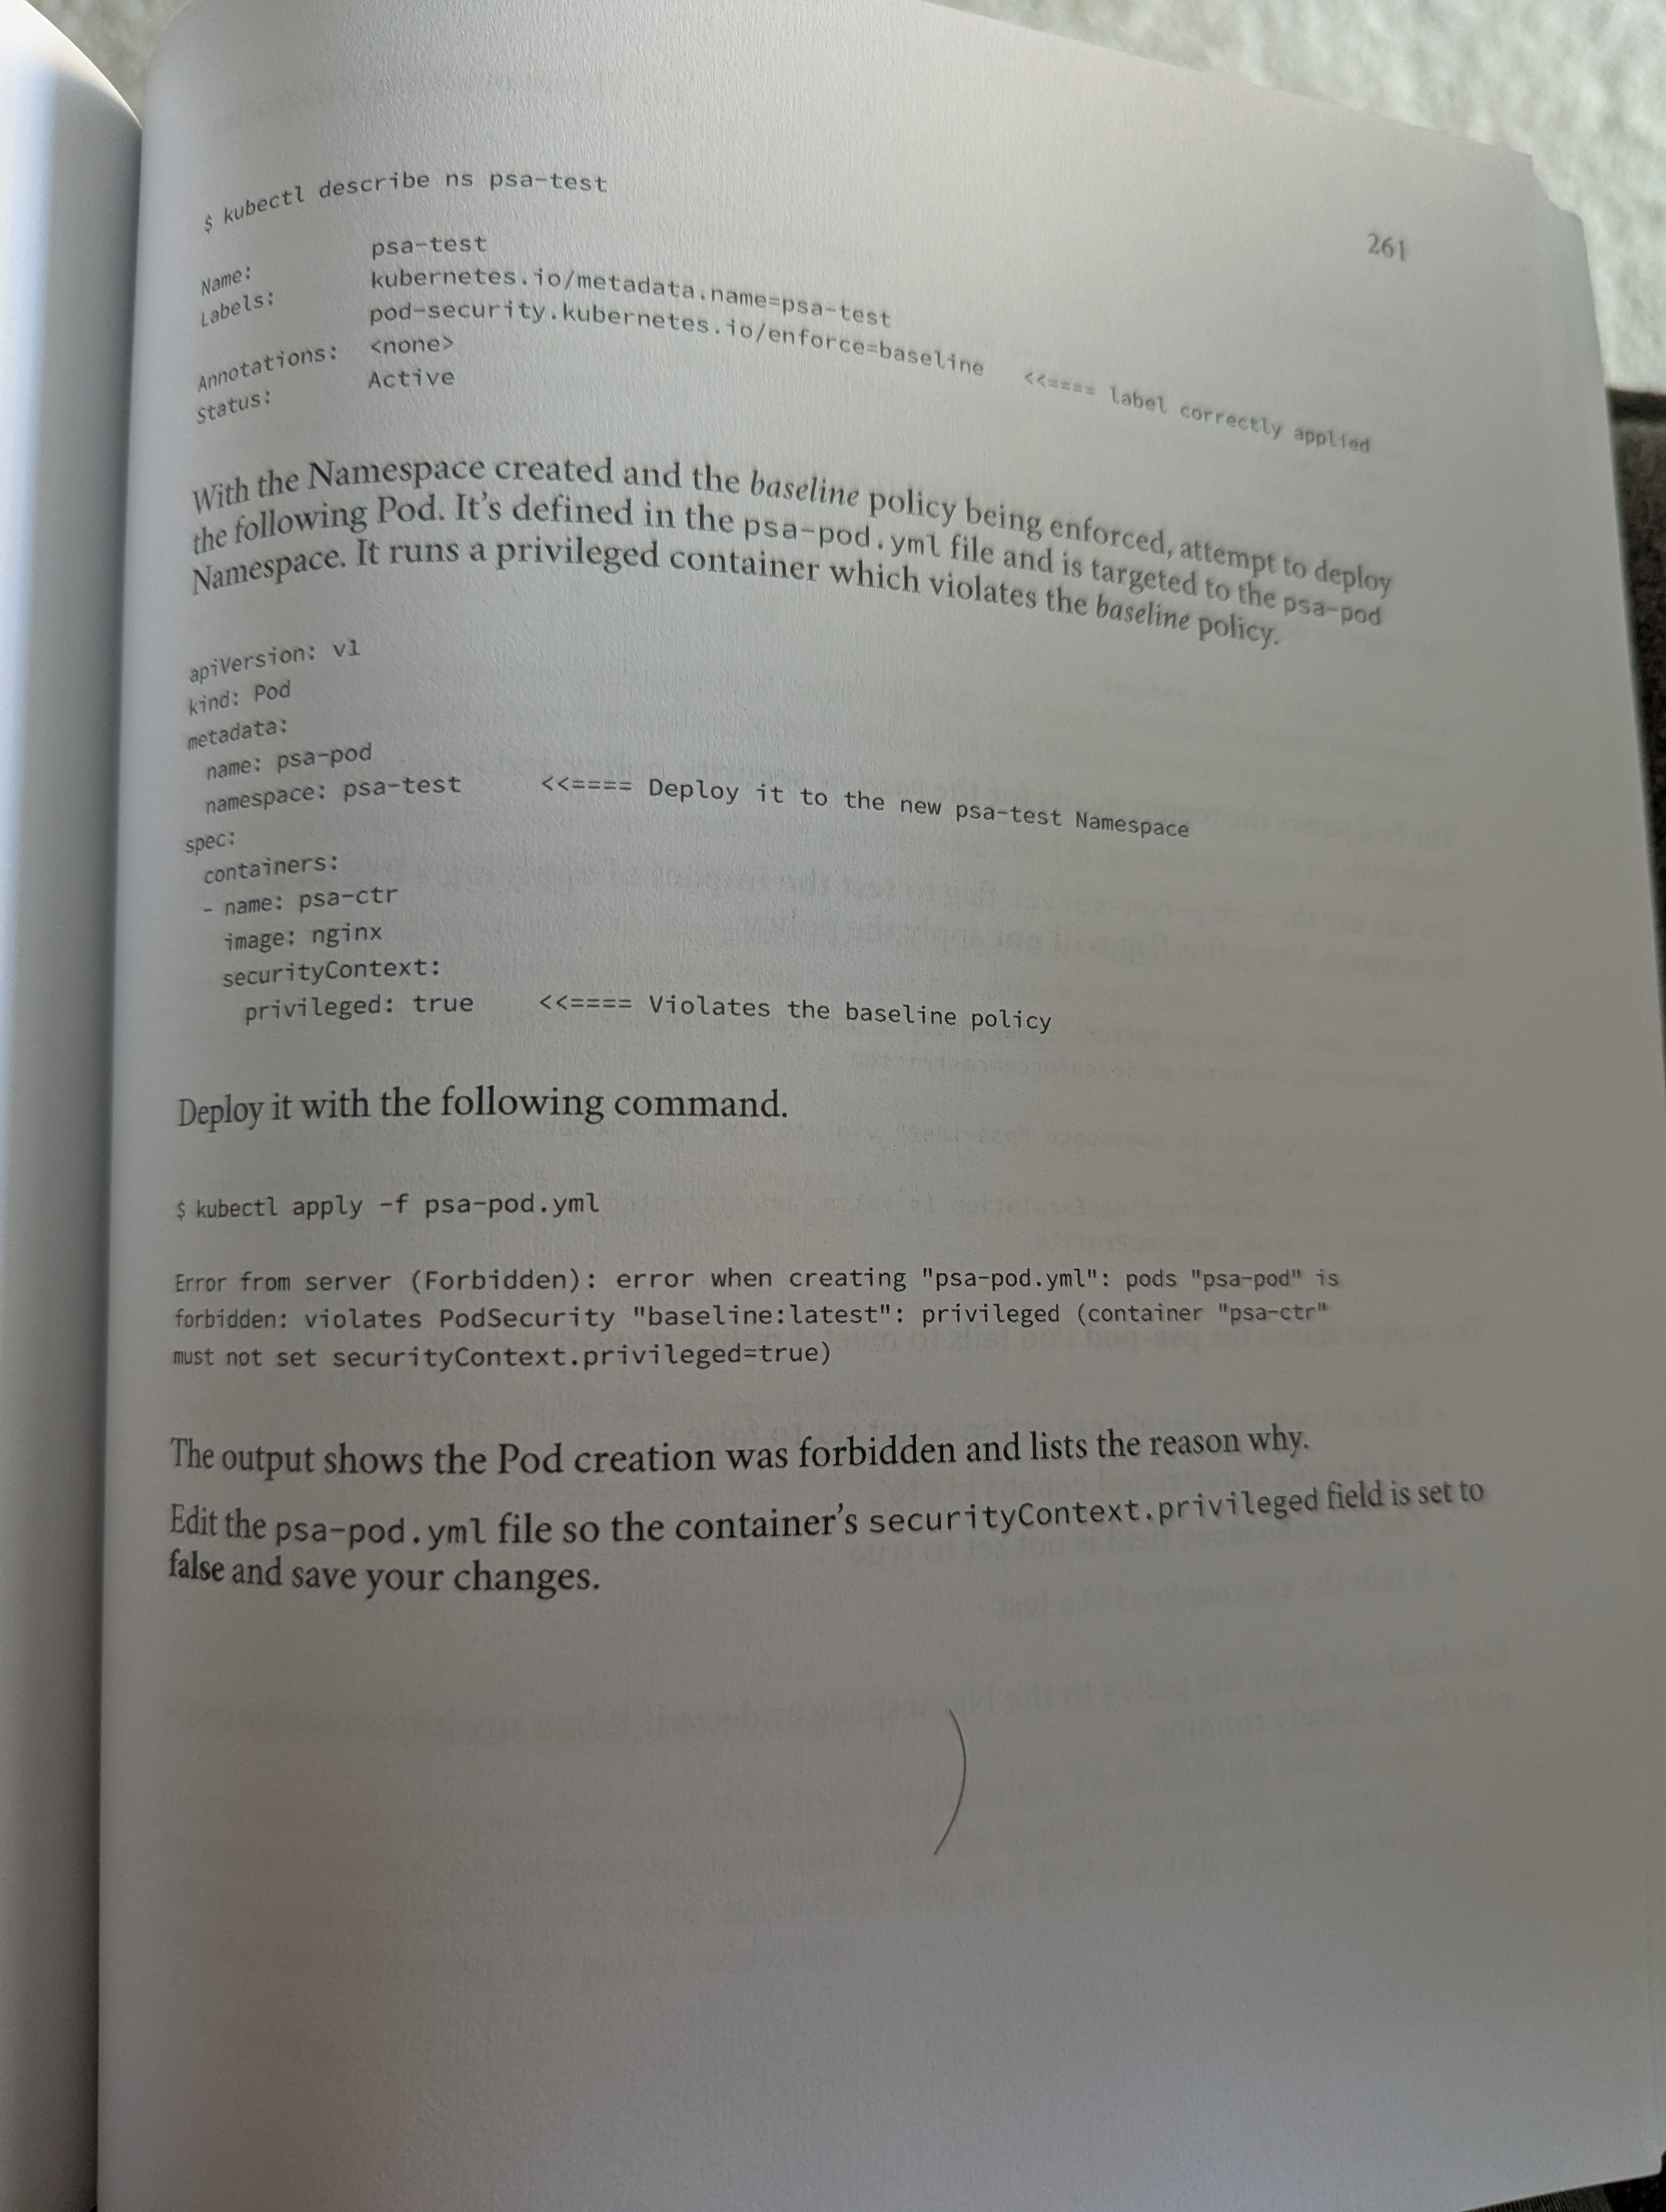 261
$ kubectl describe ns psa-test
Name: psa-test
Labels: kubernetes.io/metadata.name=psa-test
pod-security.kubernetes.io/enforce=baseline <<==== label correctly applied
Annotations: <none>
Status: Active
With the Namespace created and the baseline policy being enforced, attempt to deploy
the following Pod. It's defined in the psa-pod.yml file and is targeted to the psa-pod
Namespace. It runs a privileged container which violates the baseline policy.
apiVersion: v1
kind: Pod
metadata:
  name: psa-pod
  namespace: psa-test <<==== Deploy it to the new psa-test Namespace
spec:
  containers:
  - name: psa-ctr
    image: nginx
    securityContext:
      privileged: true <<==== Violates the baseline policy
Deploy it with the following command.
$ kubectl apply -f psa-pod.yml
Error from server (Forbidden): error when creating "psa-pod.yml": pods "psa-pod" is
forbidden: violates PodSecurity "baseline:latest": privileged (container "psa-ctr"
must not set securityContext.privileged=true)
The output shows the Pod creation was forbidden and lists the reason why.
Edit the psa-pod.yml file so the container's securityContext.privileged field is set to
false and save your changes.